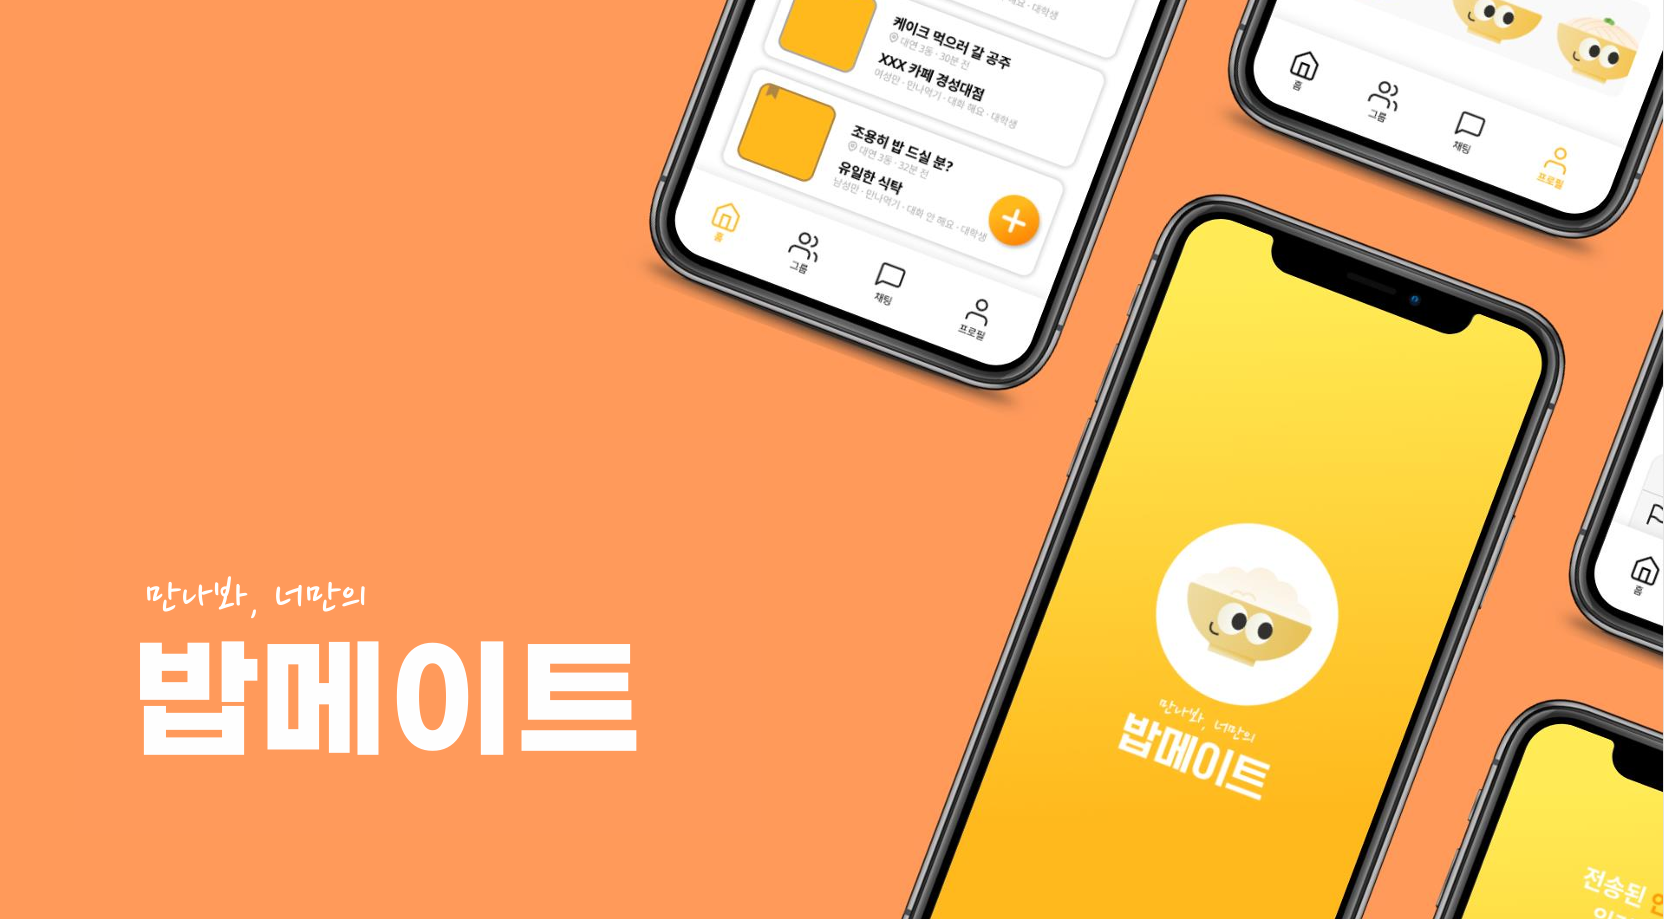 만나봐, 너만의
밥메이트
해요 · 대학생
케이크 먹으러 갈 공주
대연 3동 · 30분 전
XXX 카페 경성대점
여성만 · 만나먹기 · 대화 해요 · 대학생
조용히 밥 드실 분?
대연 3동 · 32분 전
유일한 식탁
남성만 · 만나먹기 · 대화 안 해요 · 대학생
홈
그룹
채팅
프로필
홈
그룹
채팅
프로필
만나봐, 너만의
밥메이트
홈
전송된